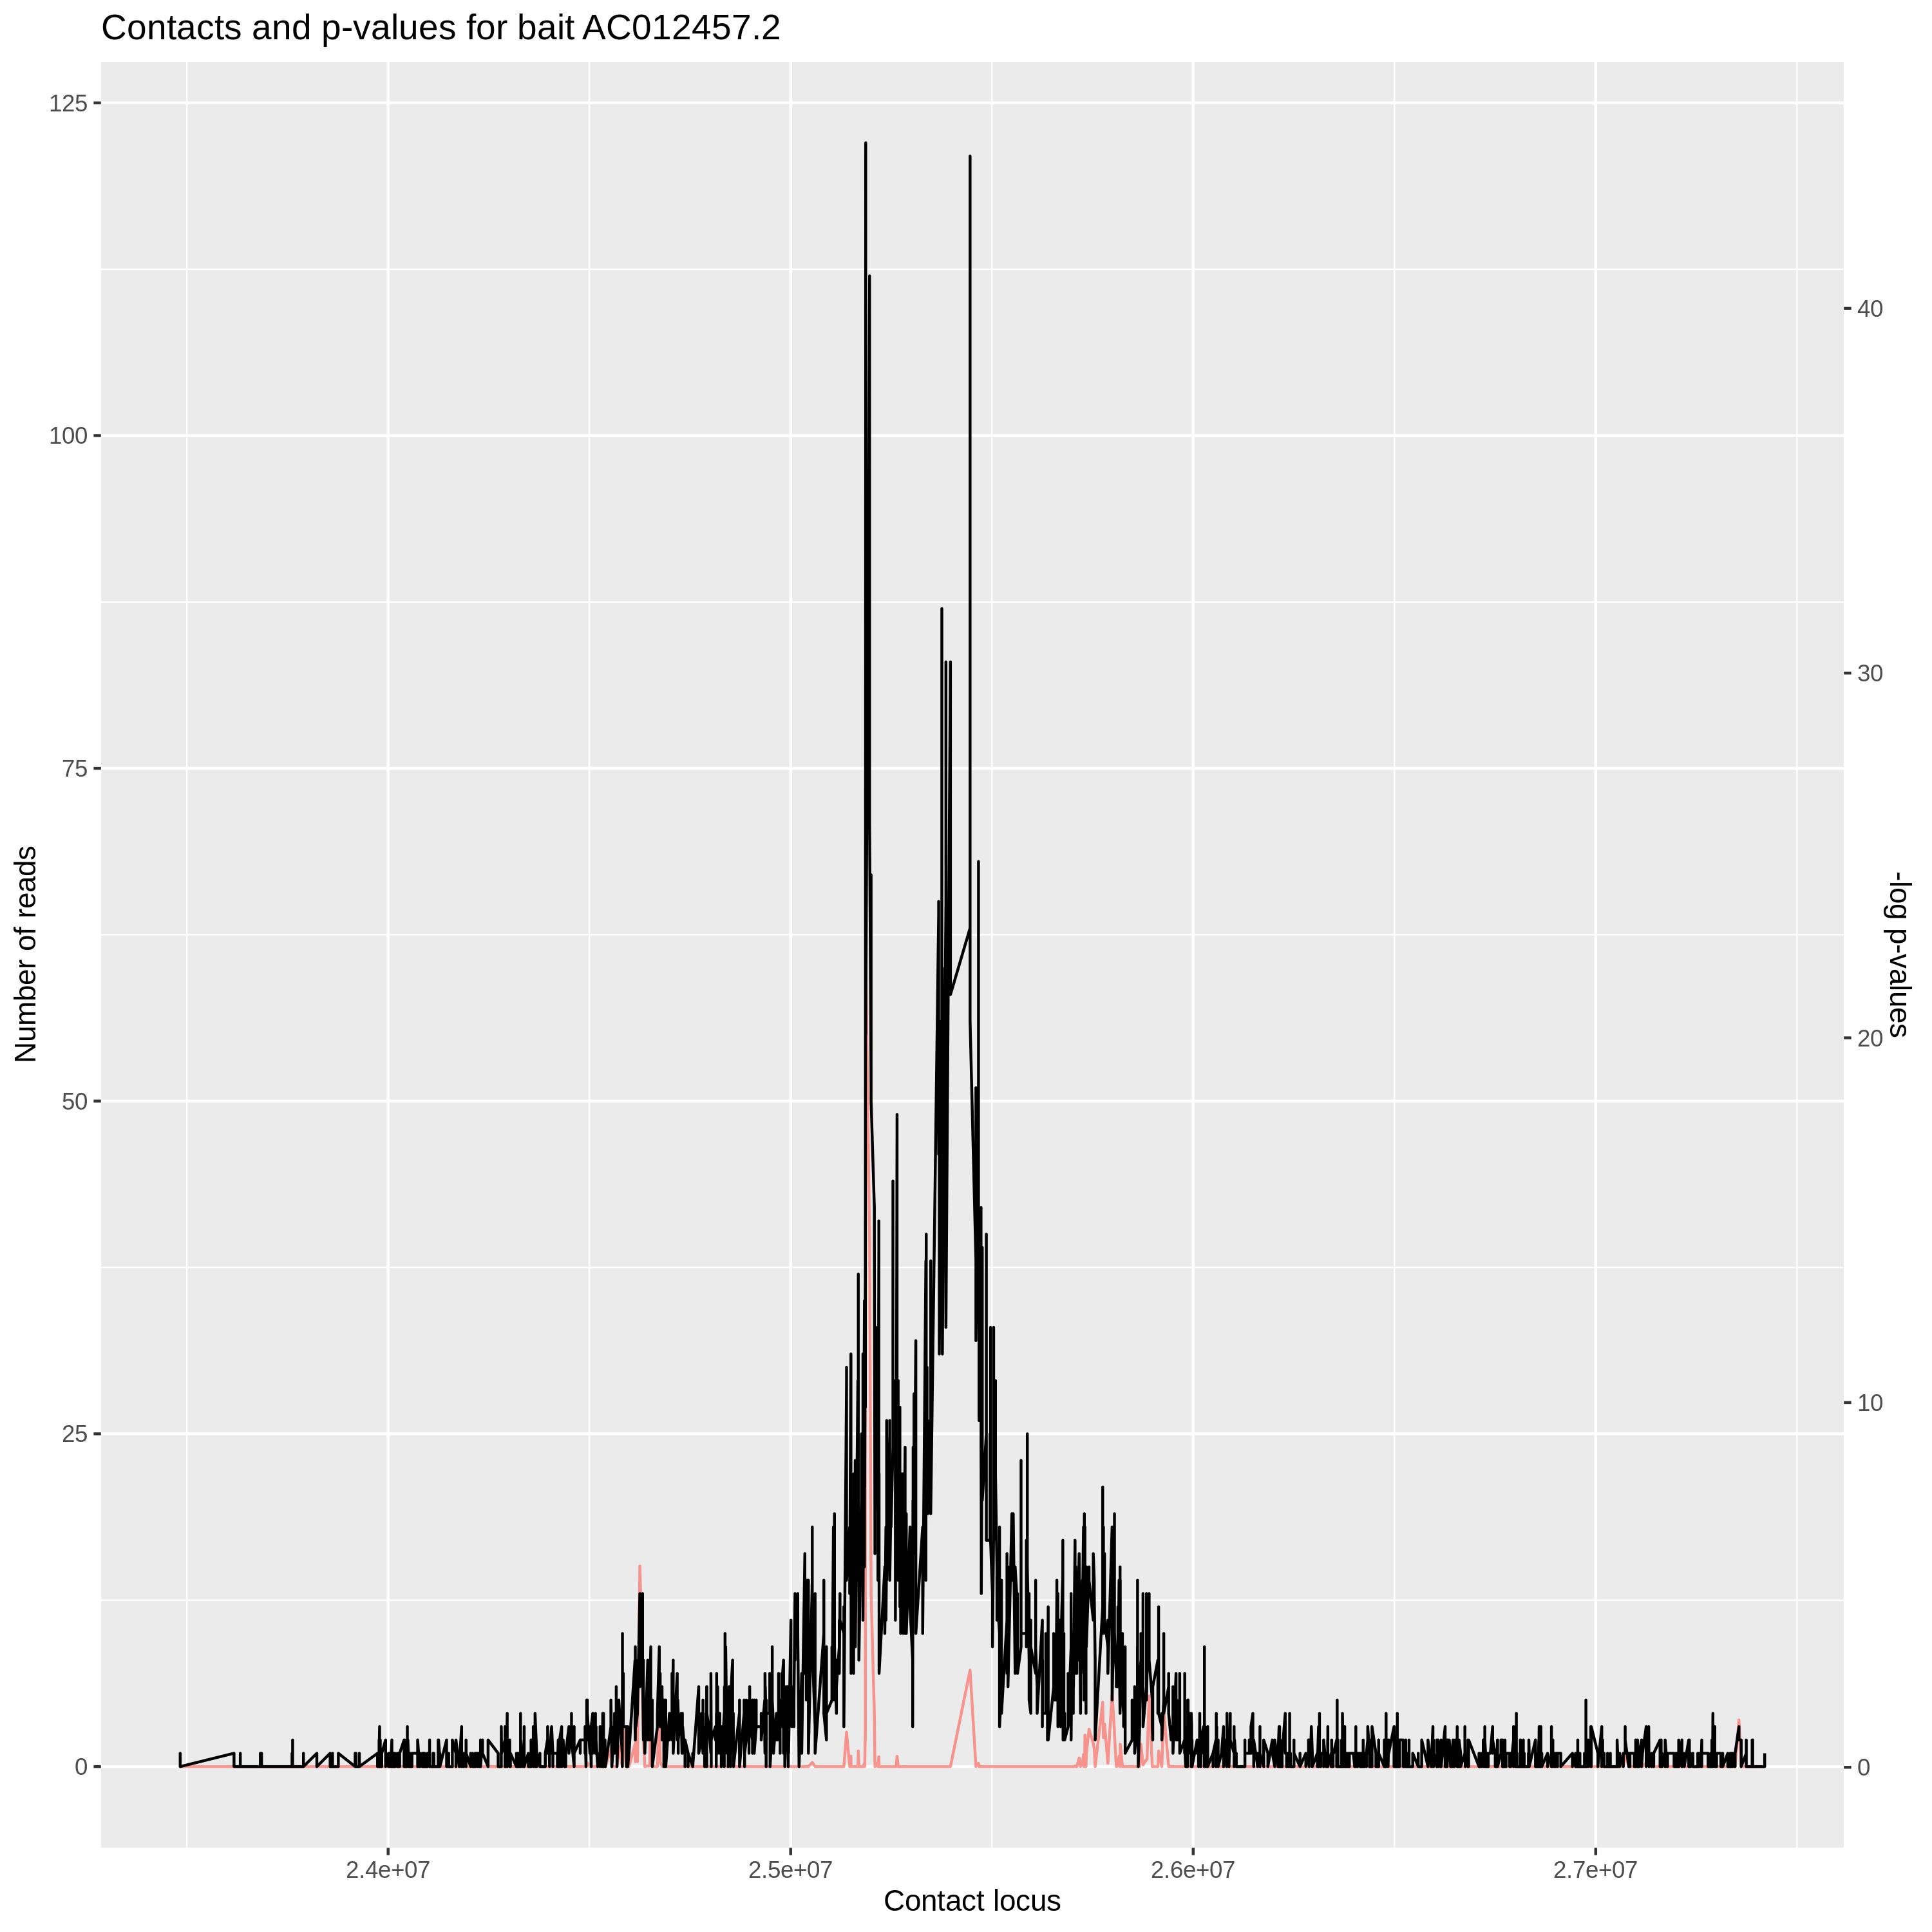 Contacts and p-values for bait AC012457.2
125
100
75
50
25
0
Number of reads
40
30
20
10
0
-log p-values
2.4e+07
2.5e+07
2.6e+07
2.7e+07
Contact locus